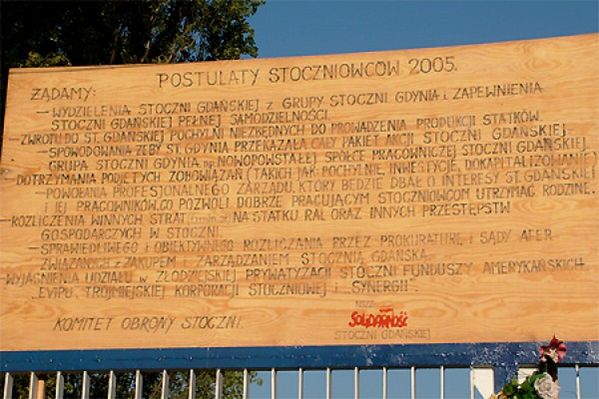 POSTULATY STOCZNIOWCÓW 2005.
ŻĄDAMY:
- WYDZIELENIA STOCZNI GDAŃSKIEJ Z GRUPY STOCZNI GDYNIA i ZAPEWNIENIA
STOCZNI GDAŃSKIEJ PEŁNEJ SAMODZIELNOŚCI.
- ZWROTU DO ST. GDAŃSKIEJ POCHYLNI NIEZBĘDNYCH DO PROWADZENIA PRODUKCJI STATKÓW.
- SPOWODOWANIA ŻEBY ST. GDYNIA PRZEKAZAŁA CAŁY PAKIET AKCJI STOCZNI GDAŃSKIEJ
GRUPA STOCZNI GDYNIA NOWOPOWSTAŁEJ SPÓŁCE PRACOWNICZEJ STOCZNI GDAŃSKIEJ.
- DOTRZYMANIA PODJĘTYCH ZOBOWIĄZAŃ (TAKICH JAK: POCHYLNIE, INWESTYCJE, DOKAPITALIZOWANIE)
- POWOŁANIA PROFESJONALNEGO ZARZĄDU, KTÓRY BĘDZIE DBAŁ O INTERESY ST. GDAŃSKIEJ
I JEJ PRACOWNIKÓW, CO POZWOLI DOBRZE PRACUJĄCYM STOCZNIOWCOM UTRZYMAĆ RODZINĘ.
- ROZLICZENIA WINNYCH STRAT NA STATKU RAL ORAZ INNYCH PRZESTĘPSTW
GOSPODARCZYCH W STOCZNI.
- SPRAWIEDLIWEGO i OBIEKTYWNEGO ROZLICZANIA PRZEZ PROKURATURĘ, i SĄDY AFER
ZWIĄZANYCH Z ZAKUPEM i ZARZĄDZANIEM STOCZNIĄ GDAŃSKĄ.
- WYJAŚNIENIA UDZIAŁU W ZŁODZIEJSKIEJ PRYWATYZACJI STOCZNI FUNDUSZY AMERYKAŃSKICH
"EVIPU", TRÓJMIEJSKIEJ KORPORACJI STOCZNIOWEJ i "SYNERGII".
NSZZ
SOLIDARNOŚĆ
KOMITET OBRONY STOCZNI.
STOCZNI GDAŃSKIEJ